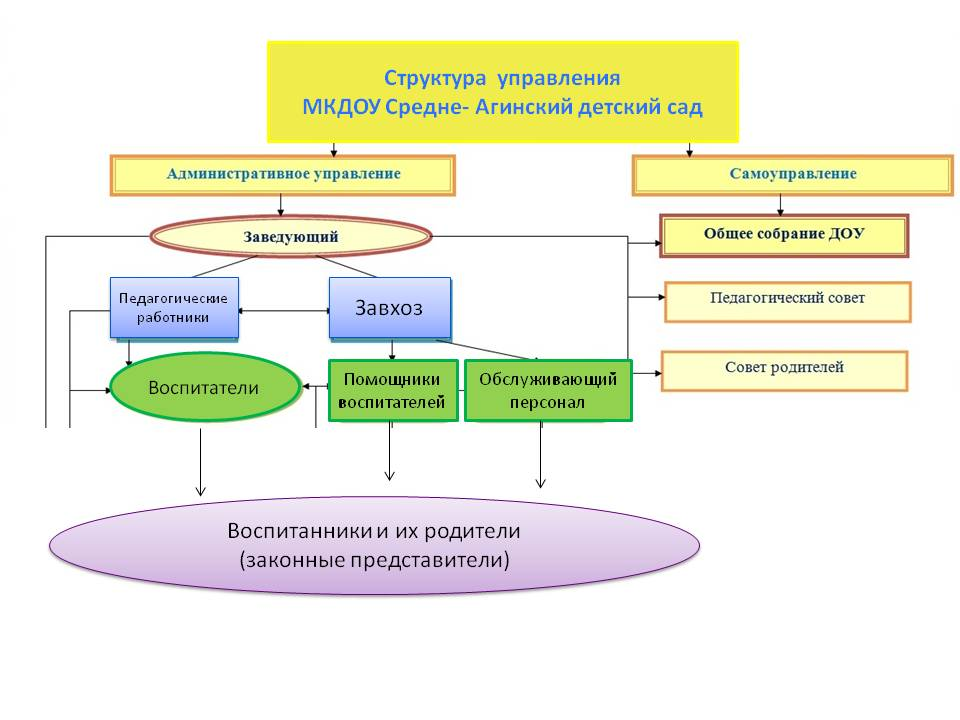 Структура управления
МКДОУ Средне- Агинский детский сад
Административное управление
Самоуправление
Заведующий
Общее собрание ДОУ
Педагогические
работники
Завхоз
Педагогический совет
Воспитатели
Помощники
воспитателей
Обслуживающий
персонал
Совет родителей
Воспитанники и их родители
(законные представители)